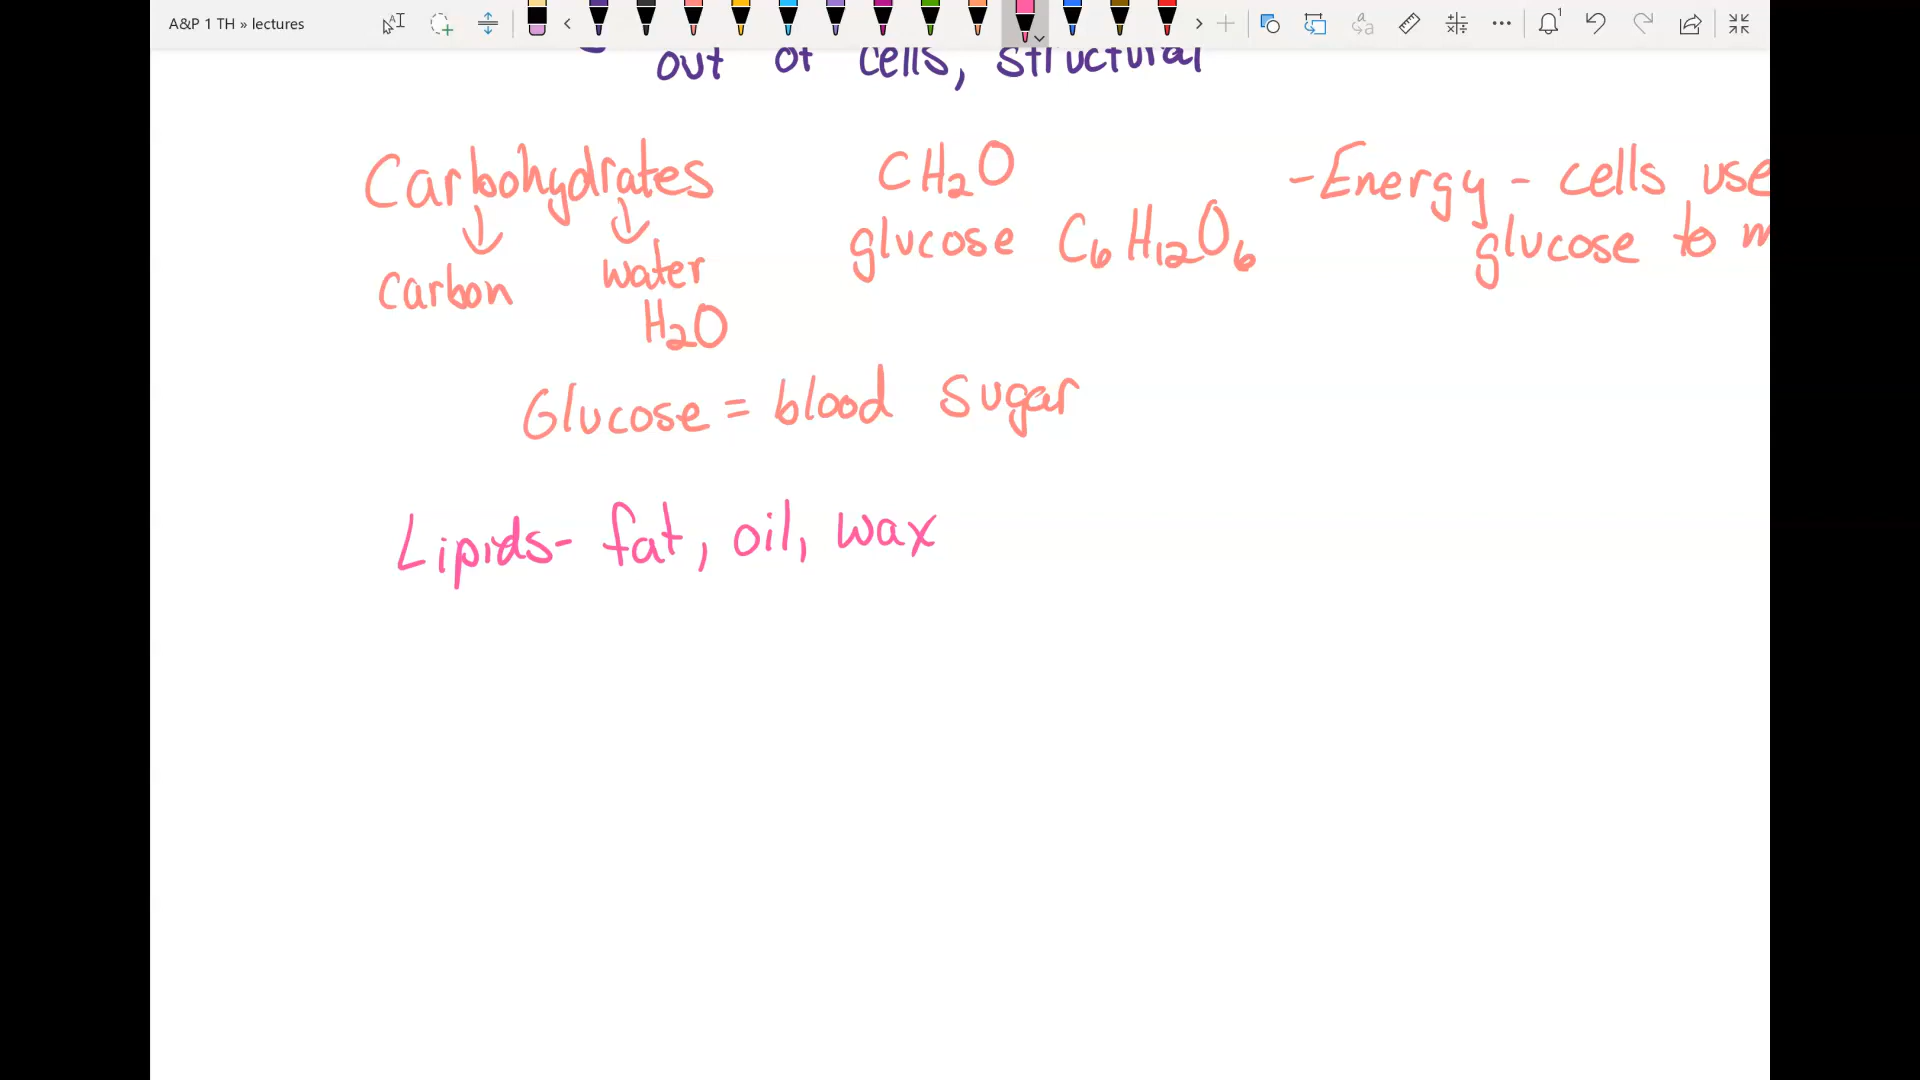 A&P 1 TH » lectures
out of cells, structural
Carbohydrates CH₂O -Energy - cells use
glucose C₆H₁₂O₆ glucose to m
carbon water
H₂O
Glucose = blood sugar
Lipids- fat, oil, wax